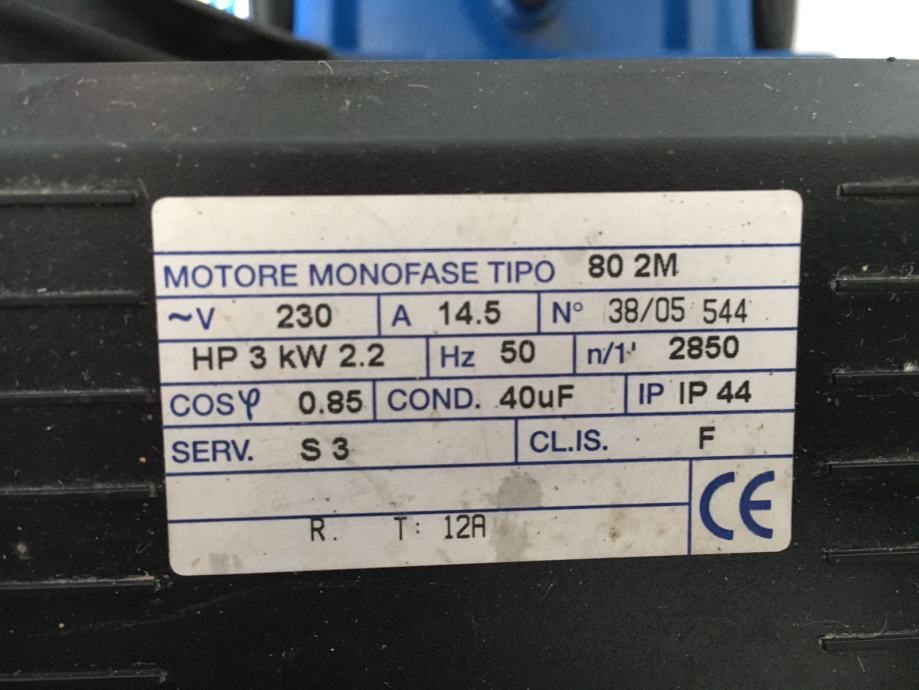 MOTORE MONOFASE TIPO 80 2M
~V 230 A 14.5 N° 38/05 544
HP 3 kW 2.2 Hz 50 n/1' 2850
COSφ 0.85 COND. 40uF IP IP 44
SERV. S 3 CL.IS. F
R. T: 12A CE